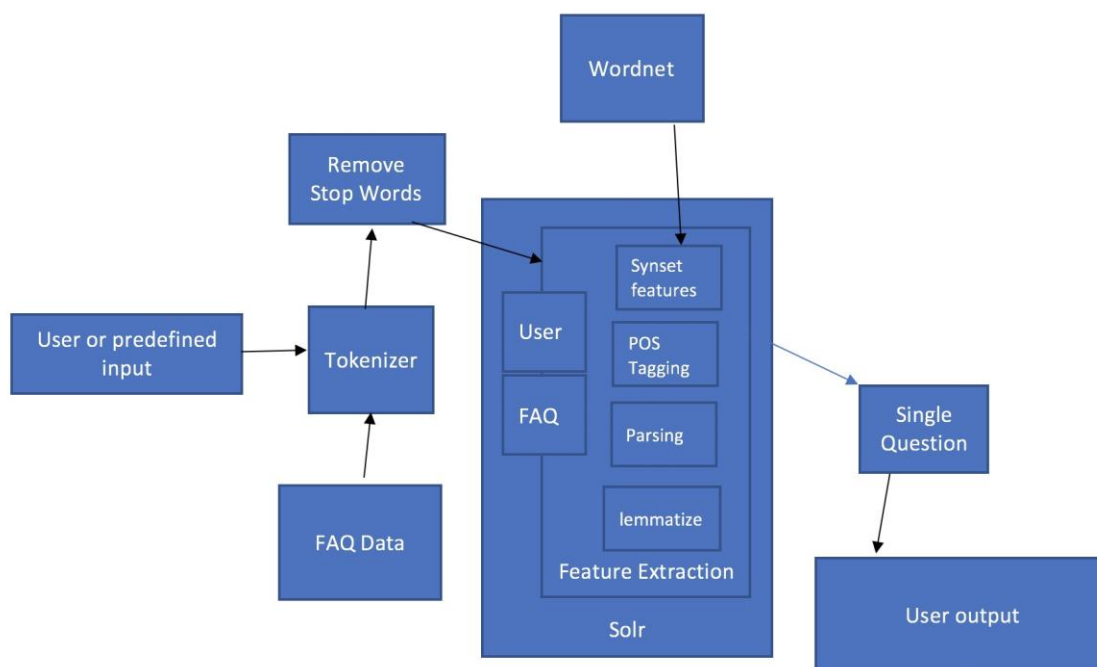 Wordnet
Remove
Stop Words
Synset
features
User or predefined
input
Tokenizer
User
POS
Tagging
FAQ
Parsing
Single
Question
FAQ Data
lemmatize
Feature Extraction
Solr
User output